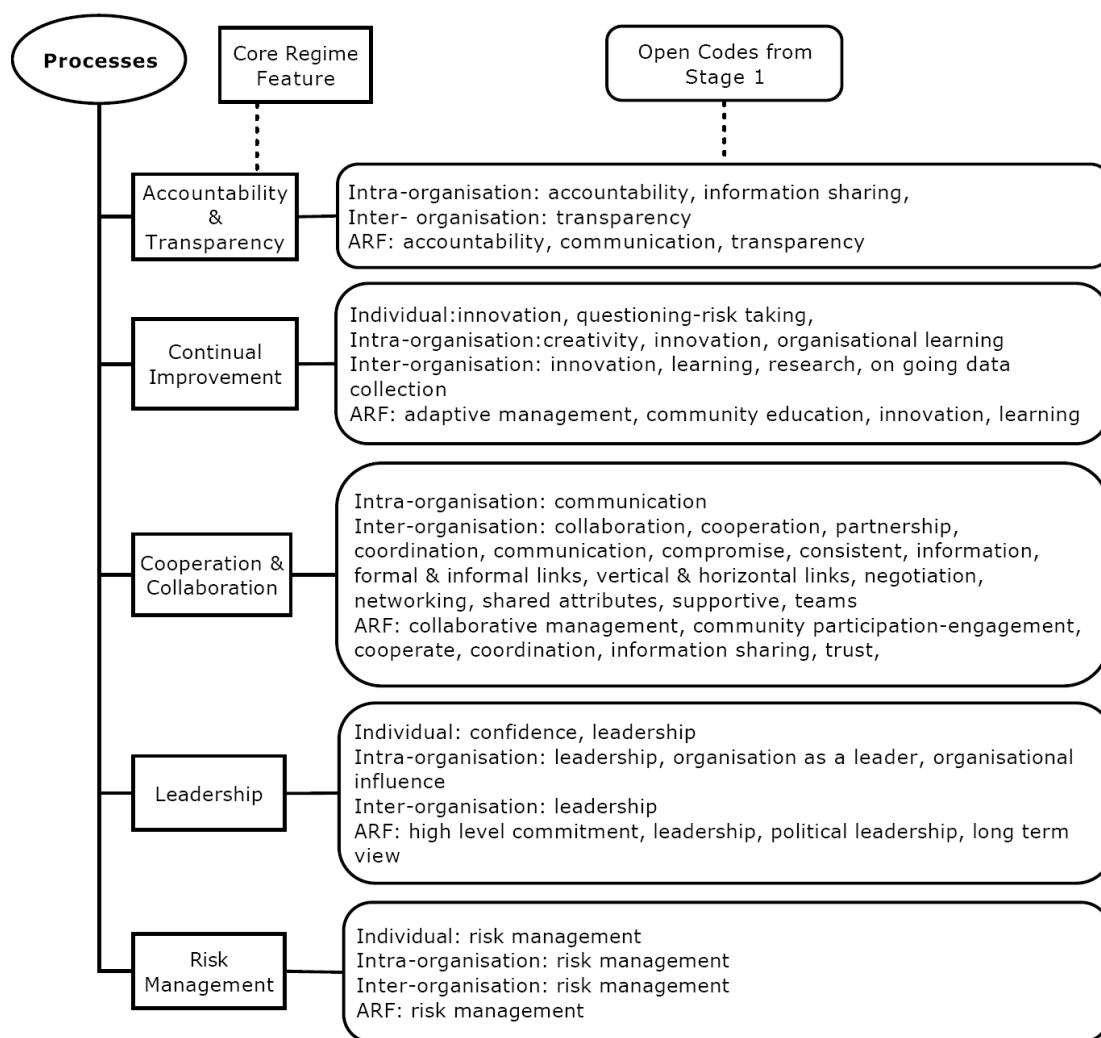 Processes
Core Regime
Feature
Open Codes from
Stage 1
Accountability
&
Transparency
Intra-organisation: accountability, information sharing,
Inter- organisation: transparency
ARF: accountability, communication, transparency
Continual
Improvement
Individual:innovation, questioning-risk taking,
Intra-organisation:creativity, innovation, organisational learning
Inter-organisation: innovation, learning, research, on going data
collection
ARF: adaptive management, community education, innovation, learning
Cooperation &
Collaboration
Intra-organisation: communication
Inter-organisation: collaboration, cooperation, partnership,
coordination, communication, compromise, consistent, information,
formal & informal links, vertical & horizontal links, negotiation,
networking, shared attributes, supportive, teams
ARF: collaborative management, community participation-engagement,
cooperate, coordination, information sharing, trust,
Leadership
Individual: confidence, leadership
Intra-organisation: leadership, organisation as a leader, organisational
influence
Inter-organisation: leadership
ARF: high level commitment, leadership, political leadership, long term
view
Risk
Management
Individual: risk management
Intra-organisation: risk management
Inter-organisation: risk management
ARF: risk management